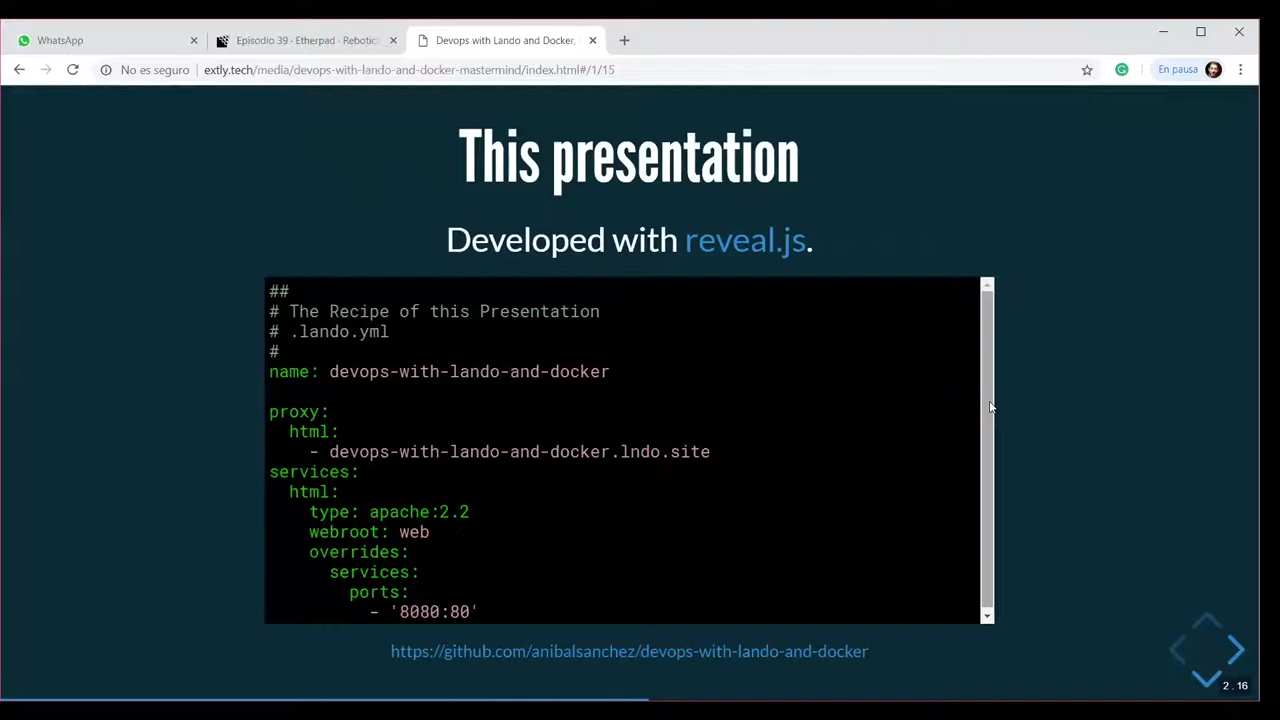 WhatsApp
Episodio 39 - Etherpad - Robotic
Devops with Lando and Docker,
No es seguro
extly.tech/media/devops-with-lando-and-docker-mastermind/index.html#/1/15
En pausa
This presentation
Developed with reveal.js.
##
# The Recipe of this Presentation
# .lando.yml
#
name: devops-with-lando-and-docker
proxy:
  html:
    - devops-with-lando-and-docker.lndo.site
services:
  html:
    type: apache:2.2
    webroot: web
    overrides:
      services:
        ports:
          - '8080:80'
https://github.com/anibalsanchez/devops-with-lando-and-docker
2.16